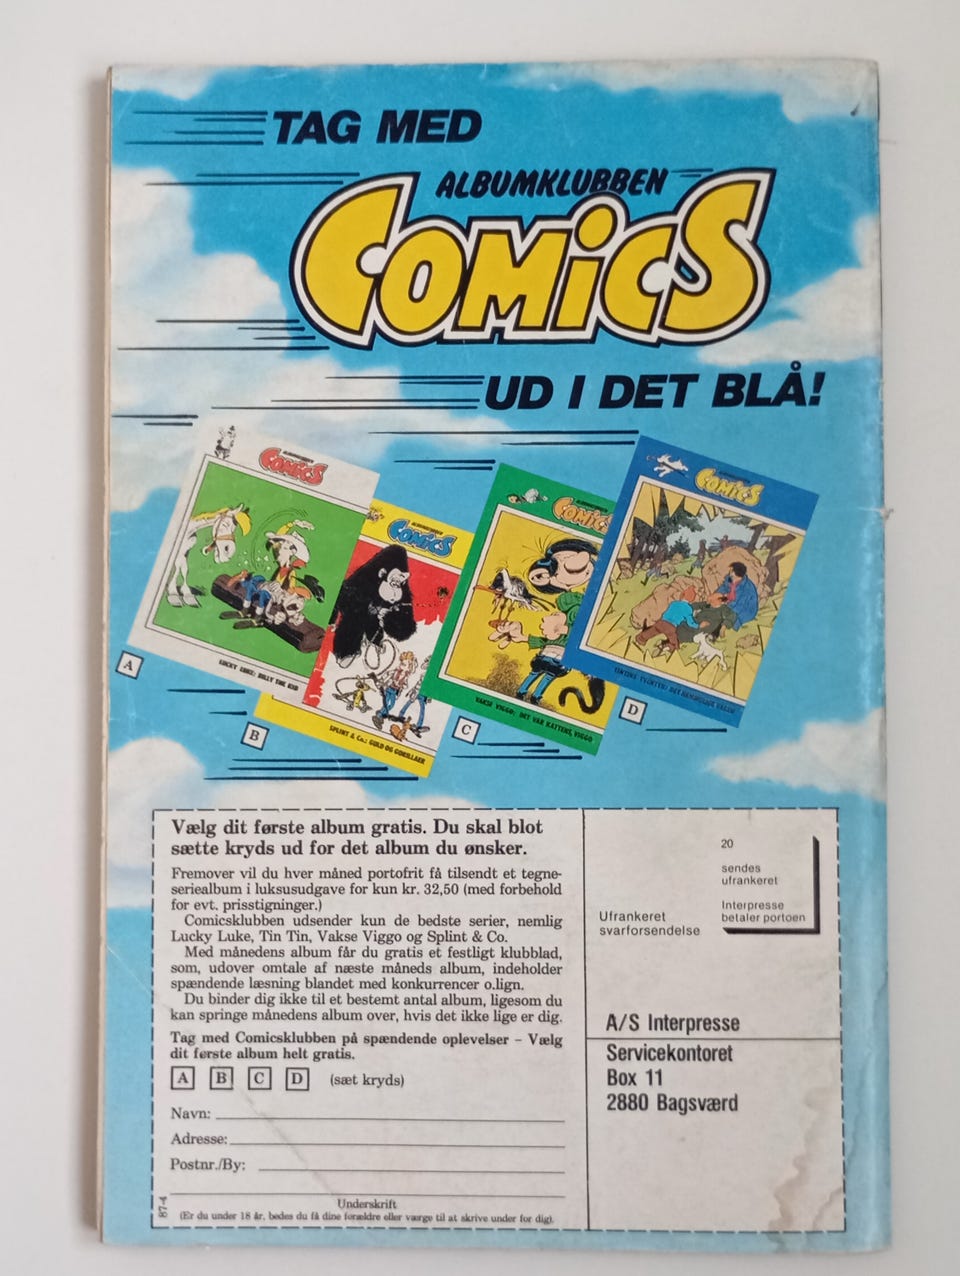 TAG MED
ALBUMKLUBBEN
COMICS
UD I DET BLÅ!
COMICS
LUCKY LUKE: BILLY THE KID
A
COMICS
SPLINT & Co.: GULD OG GORILLAER
B
COMICS
VAKSE VIGGO: DET VAR KATTENS, VIGGO
C
ALBUMKLUBBEN
COMICS
TINTINS EVENTYR: DET HEMMELIGE VÅBEN
D
Vælg dit første album gratis. Du skal blot
sætte kryds ud for det album du ønsker.
Fremover vil du hver måned portofrit få tilsendt et tegne-
seriealbum i luksusudgave for kun kr. 32,50 (med forbehold
for evt. prisstigninger.)
Comicsklubben udsender kun de bedste serier, nemlig
Lucky Luke, Tin Tin, Vakse Viggo og Splint & Co.
Med månedens album får du gratis et festligt klubblad,
som, udover omtale af næste måneds album, indeholder
spændende læsning blandet med konkurrencer o.lign.
Du binder dig ikke til et bestemt antal album, ligesom du
kan springe månedens album over, hvis det ikke lige er dig.
Tag med Comicsklubben på spændende oplevelser – Vælg
dit første album helt gratis.
A B C D (sæt kryds)
Navn:
Adresse:
Postnr./By:
Underskrift
(Er du under 18 år, bedes du få dine forældre eller værge til at skrive under for dig).
87-4
20
sendes
ufrankeret
Interpresse
betaler portoen
Ufrankeret
svarforsendelse
A/S Interpresse
Servicekontoret
Box 11
2880 Bagsværd